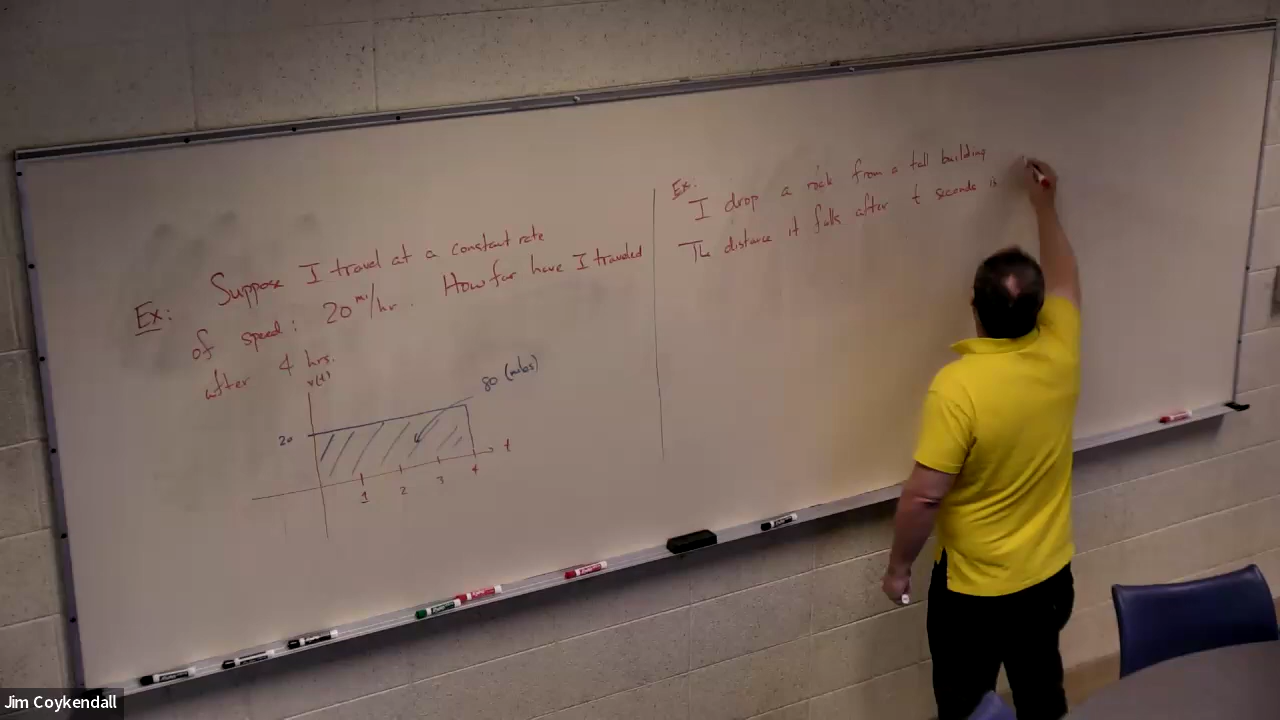 Ex: Suppose I travel at a constant rate
of speed: 20 mi/hr. How far have I traveled
after 4 hrs.
v(t)
80 (miles)
20
t
1 2 3 4
Ex:
I drop a rock from a tall building
The distance it falls after t seconds is
Jim Coykendall